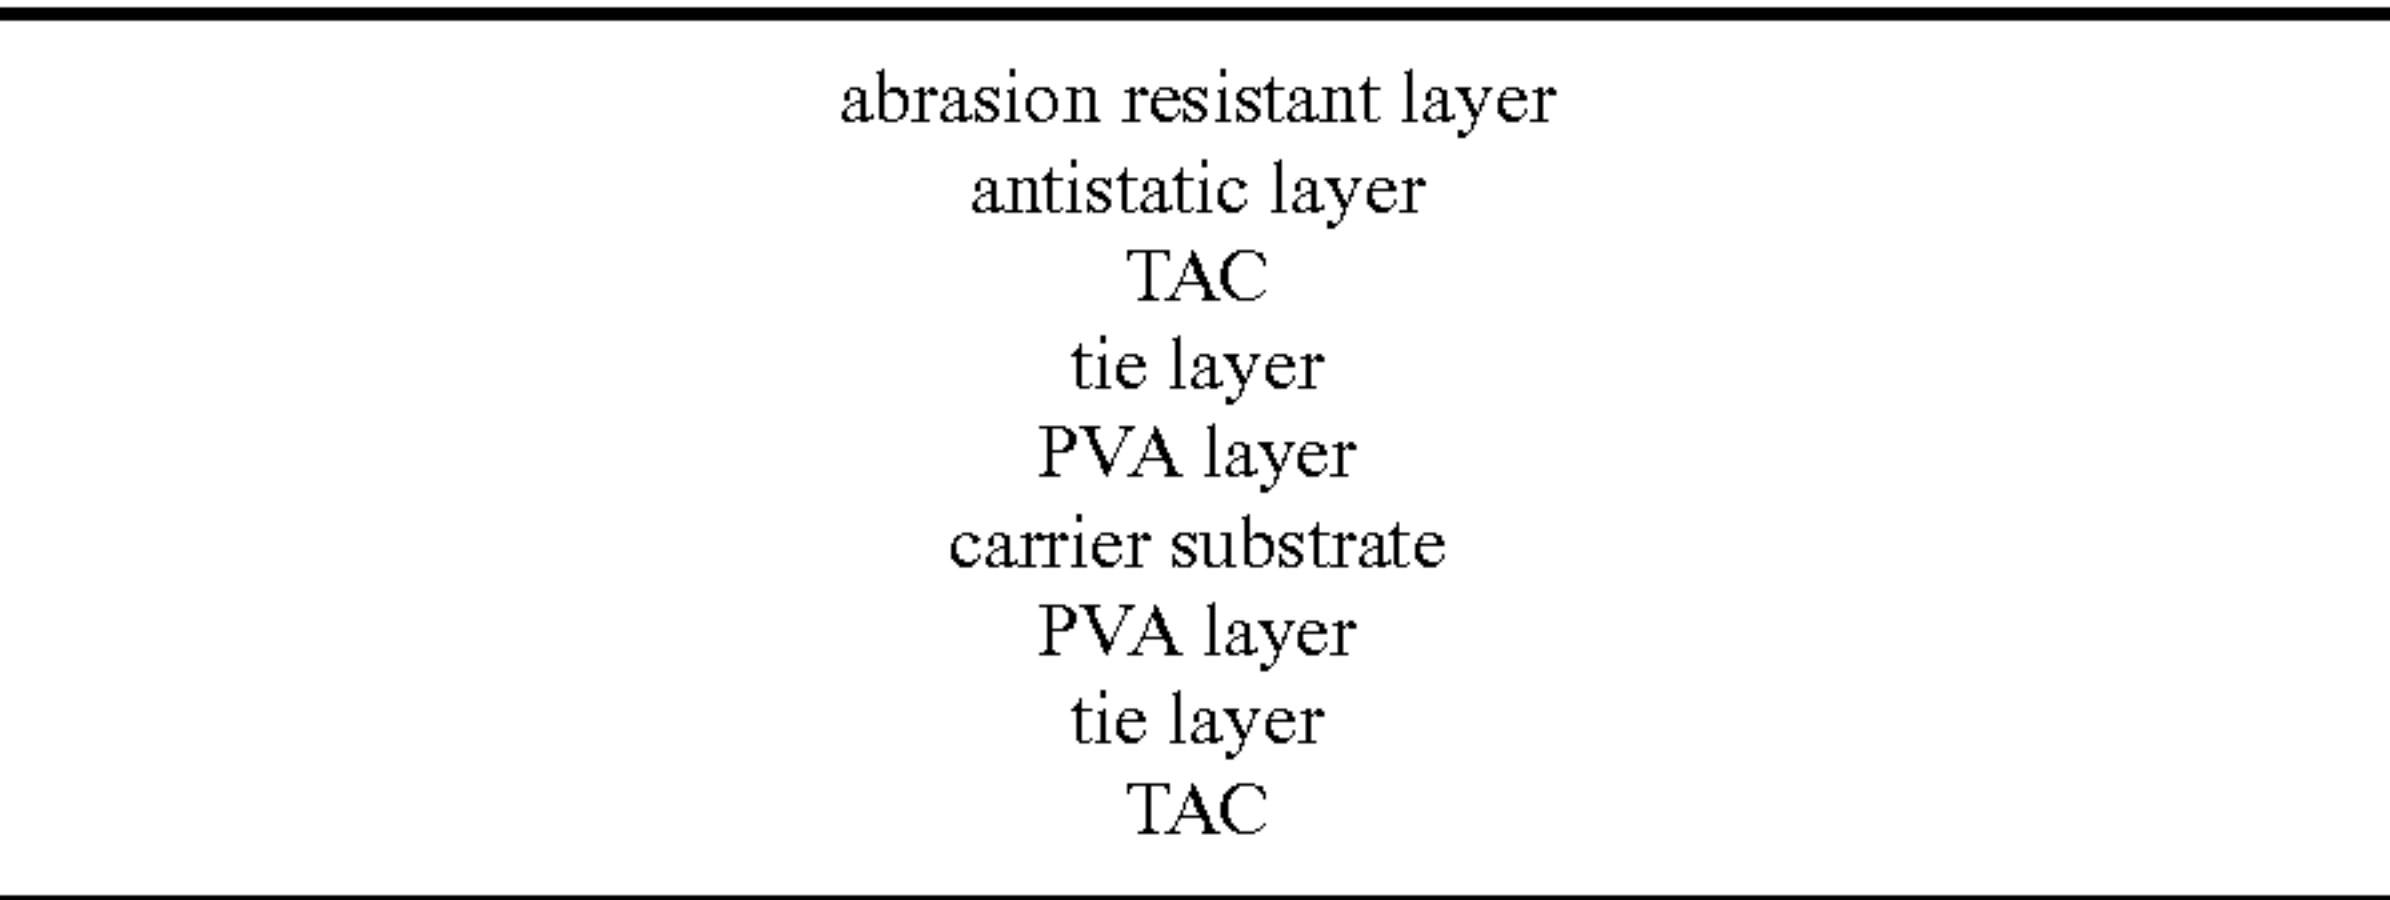 abrasion resistant layer
antistatic layer
TAC
tie layer
PVA layer
carrier substrate
PVA layer
tie layer
TAC